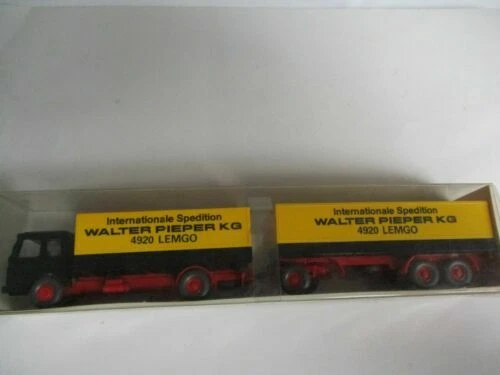 Internationale Spedition
WALTER PIEPER KG
4920 LEMGO
Internationale Spedition
WALTER PIEPER KG
4920 LEMGO